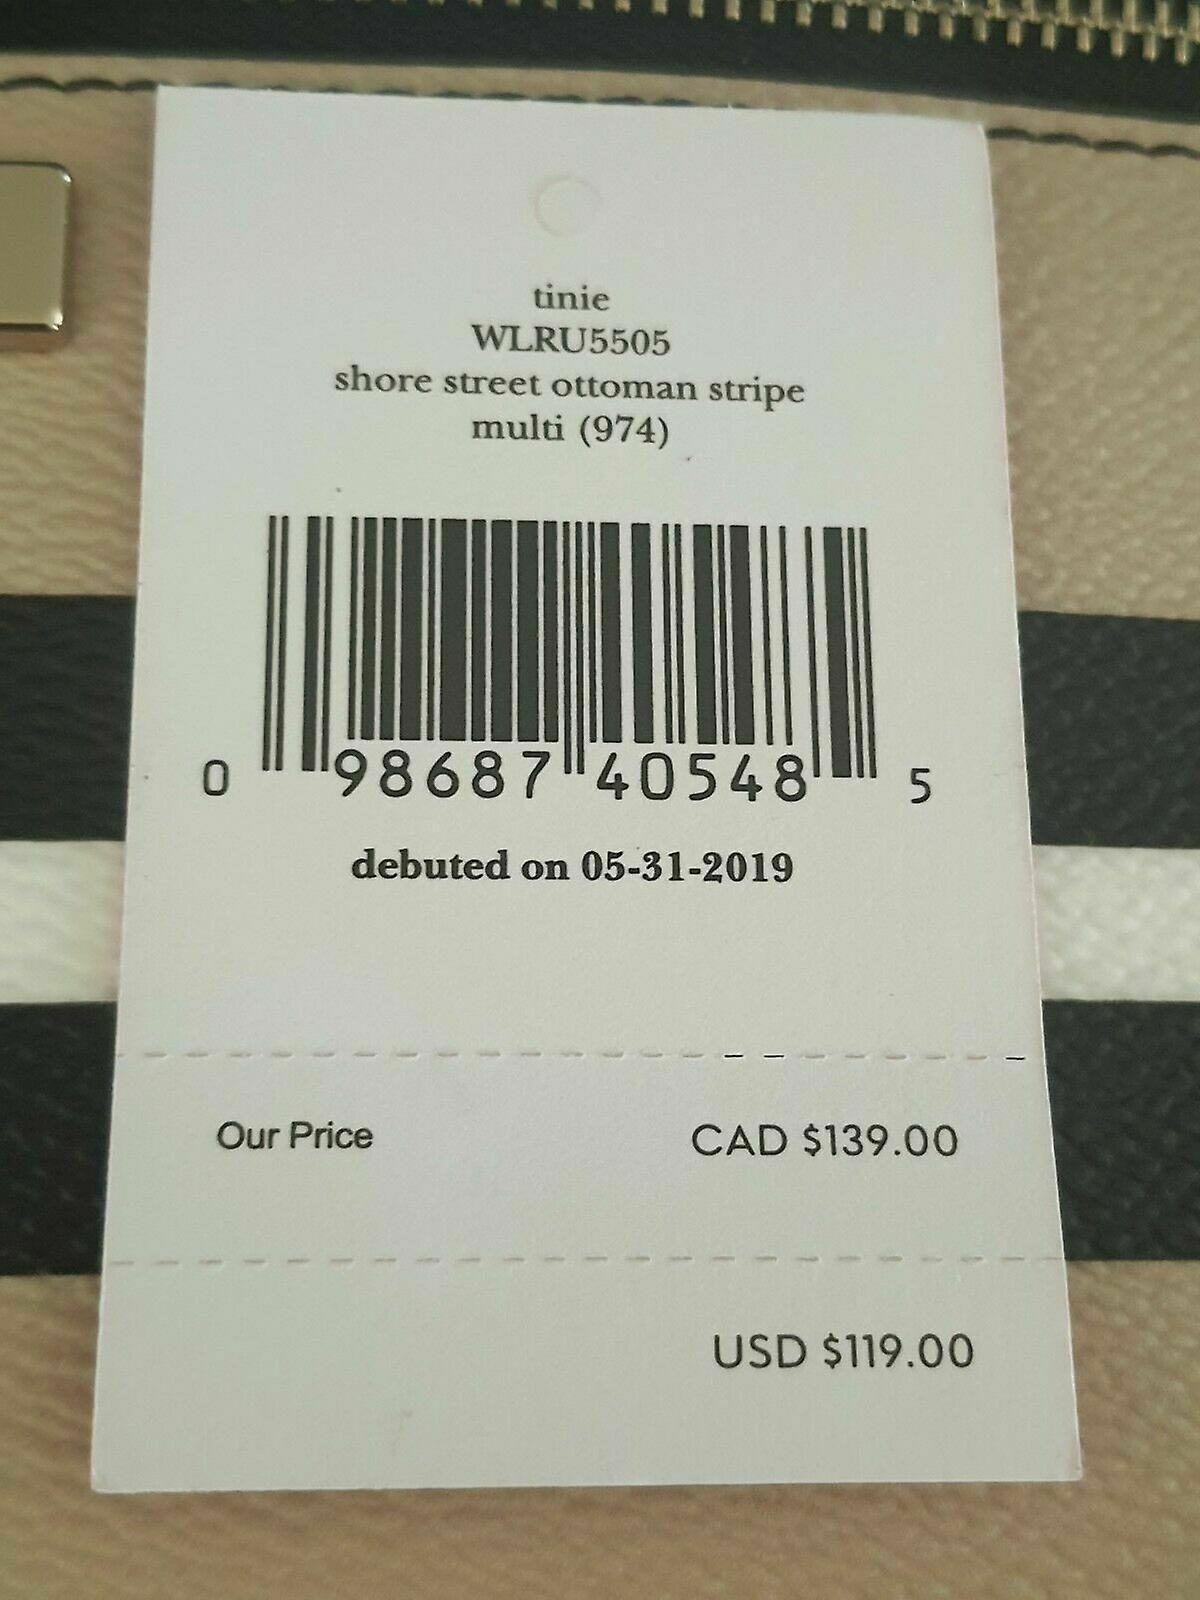 tinie
WLRU5505
shore street ottoman stripe
multi (974)
0 98687 40548 5
debuted on 05-31-2019
Our Price CAD $139.00
USD $119.00